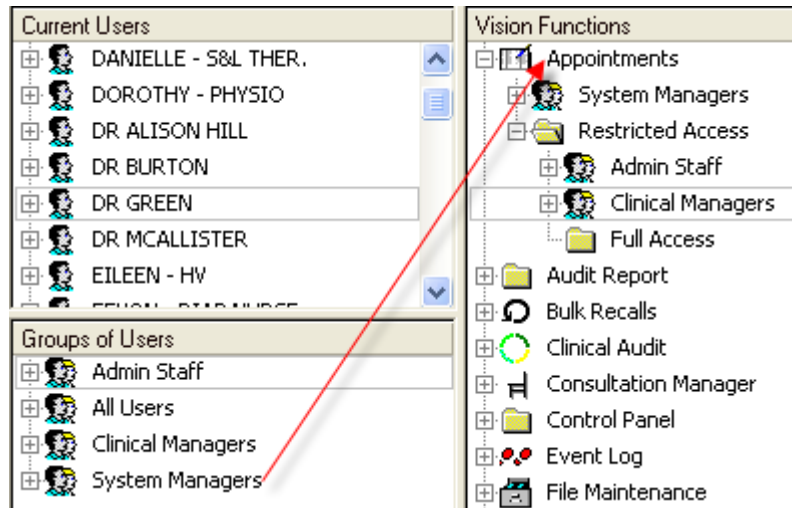 Current Users
DANIELLE - S&L THER.
DOROTHY - PHYSIO
DR ALISON HILL
DR BURTON
DR GREEN
DR MCALLISTER
EILEEN - HV
Groups of Users
Admin Staff
All Users
Clinical Managers
System Managers
Vision Functions
Appointments
System Managers
Restricted Access
Admin Staff
Clinical Managers
Full Access
Audit Report
Bulk Recalls
Clinical Audit
Consultation Manager
Control Panel
Event Log
File Maintenance